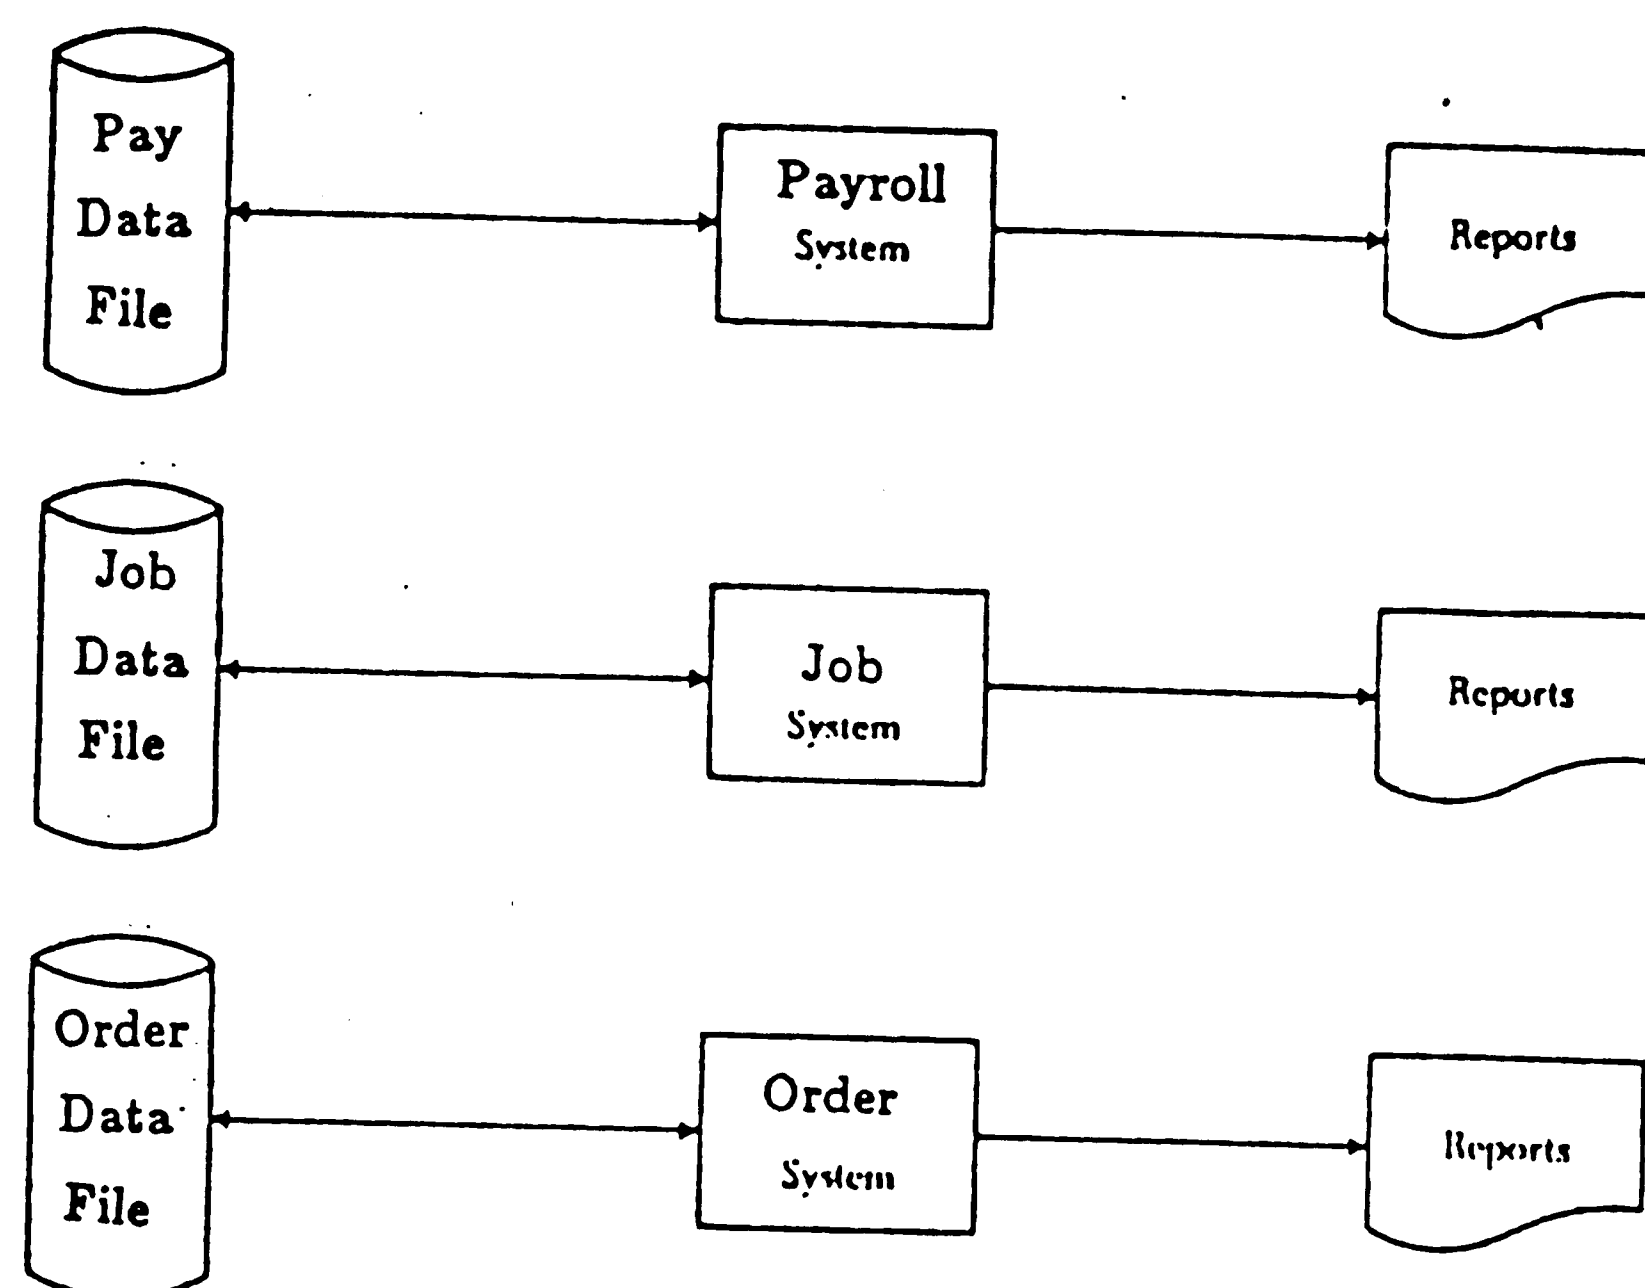 Pay
Data
File
Payroll
System
Reports
Job
Data
File
Job
System
Reports
Order
Data
File
Order
System
Reports